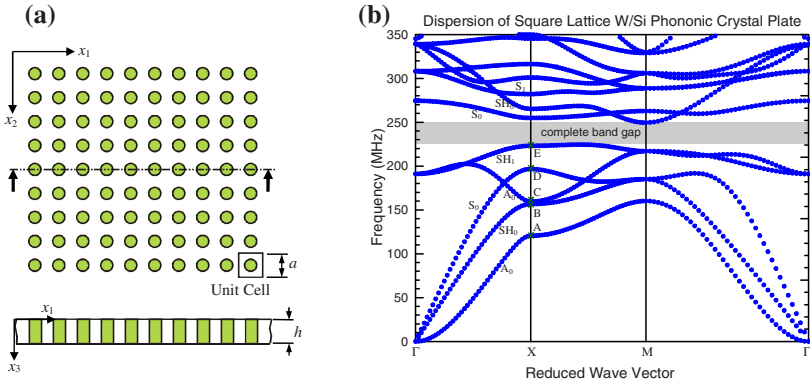 (a)
x1
x2
a
Unit Cell
x1
h
x3
(b)
Dispersion of Square Lattice W/Si Phononic Crystal Plate
Frequency (MHz)
350
300
250
200
150
100
50
0
S1
SH0
S0
complete band gap
SH1
E
D
A0
C
S0
B
SH0
A
A0
Γ
X
M
Γ
Reduced Wave Vector